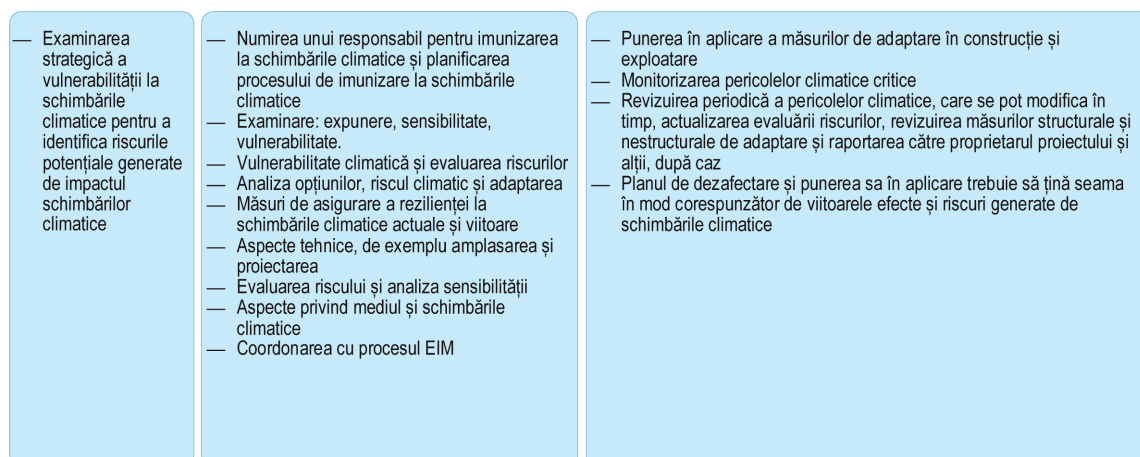 — Examinarea
strategică a
vulnerabilității la
schimbările
climatice pentru a
identifica riscurile
potențiale generate
de impactul
schimbărilor
climatice
— Numirea unui responsabil pentru imunizarea
la schimbările climatice și planificarea
procesului de imunizare la schimbările
climatice
— Examinare: expunere, sensibilitate,
vulnerabilitate.
— Vulnerabilitate climatică și evaluarea riscurilor
— Analiza opțiunilor, riscul climatic și adaptarea
— Măsuri de asigurare a rezilienței la
schimbările climatice actuale și viitoare
— Aspecte tehnice, de exemplu amplasarea și
proiectarea
— Evaluarea riscului și analiza sensibilității
— Aspecte privind mediul și schimbările
climatice
— Coordonarea cu procesul EIM
— Punerea în aplicare a măsurilor de adaptare în construcție și
exploatare
— Monitorizarea pericolelor climatice critice
— Revizuirea periodică a pericolelor climatice, care se pot modifica în
timp, actualizarea evaluării riscurilor, revizuirea măsurilor structurale și
nestructurale de adaptare și raportarea către proprietarul proiectului și
alții, după caz
— Planul de dezafectare și punerea sa în aplicare trebuie să țină seama
în mod corespunzător de viitoarele efecte și riscuri generate de
schimbările climatice